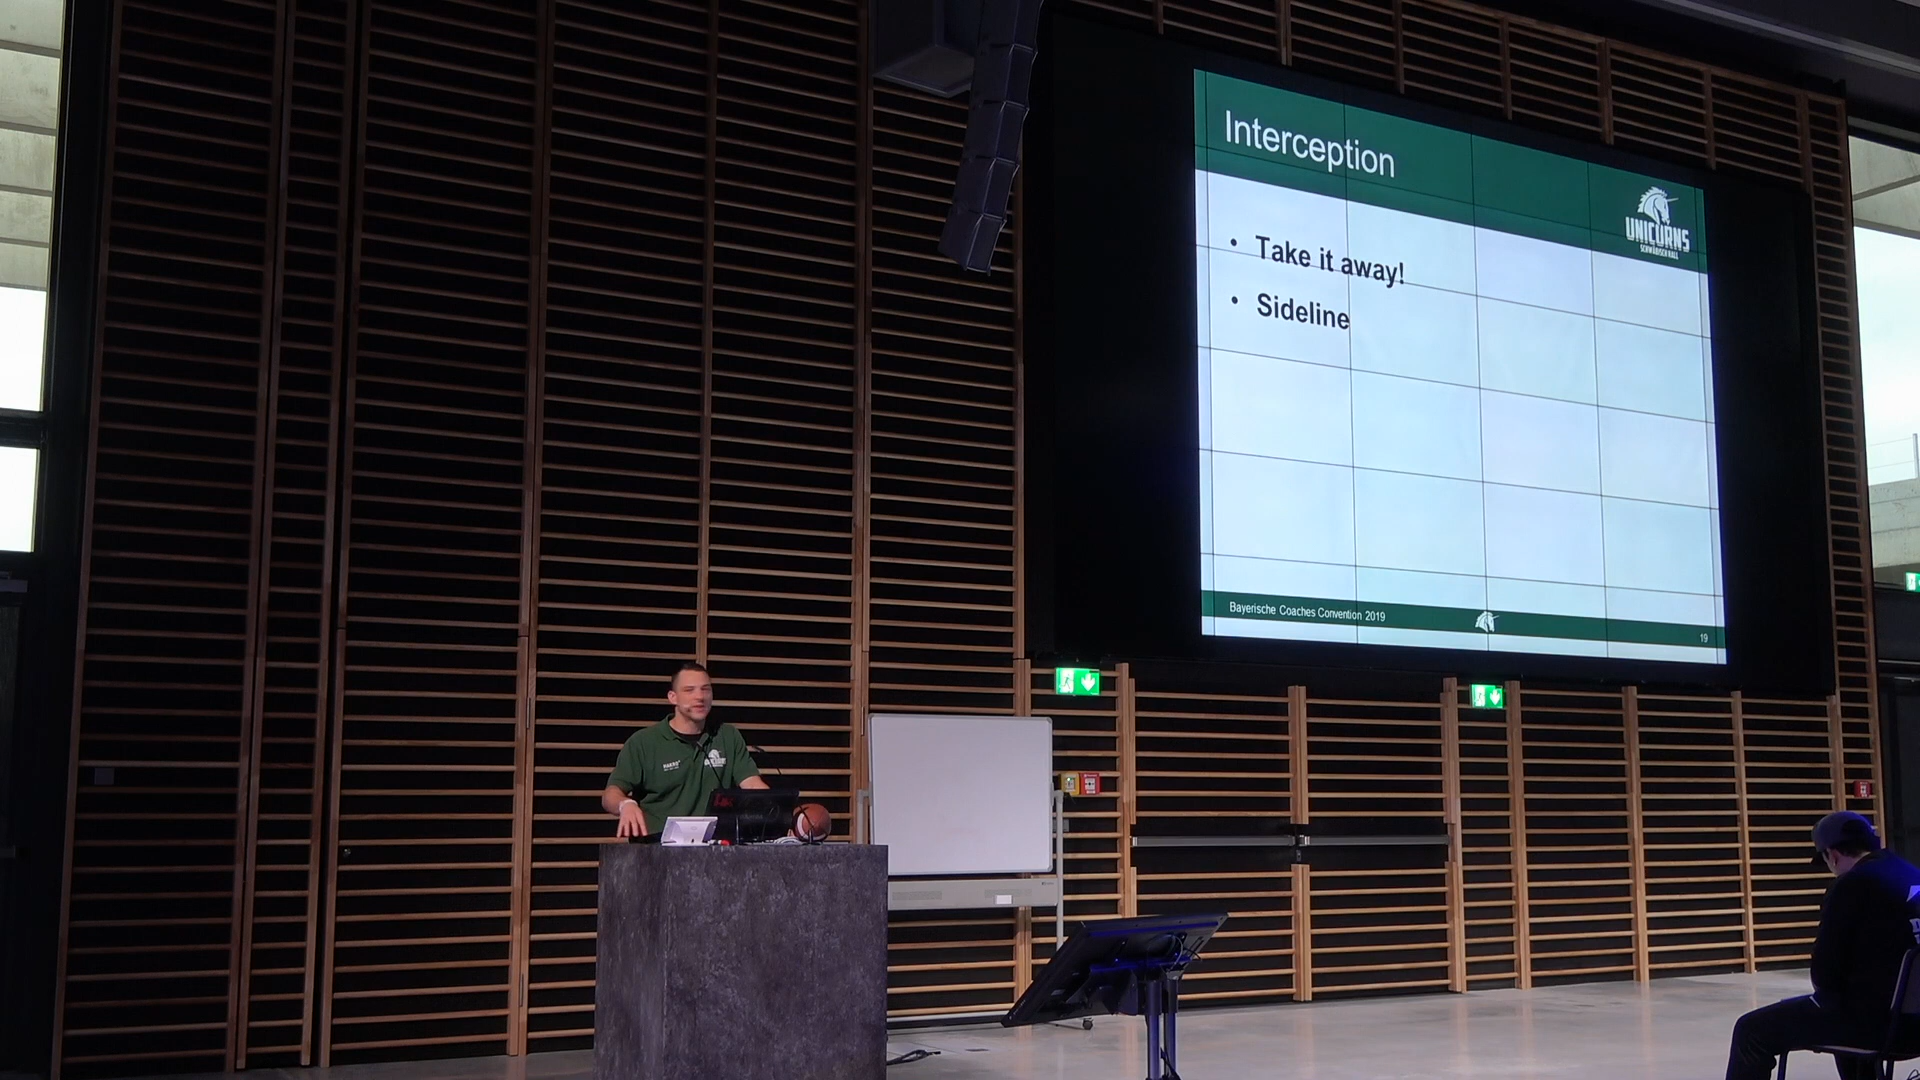 Interception
UNICORNS
SCHWÄBISCH HALL
• Take it away!
• Sideline
Bayerische Coaches Convention 2019
19